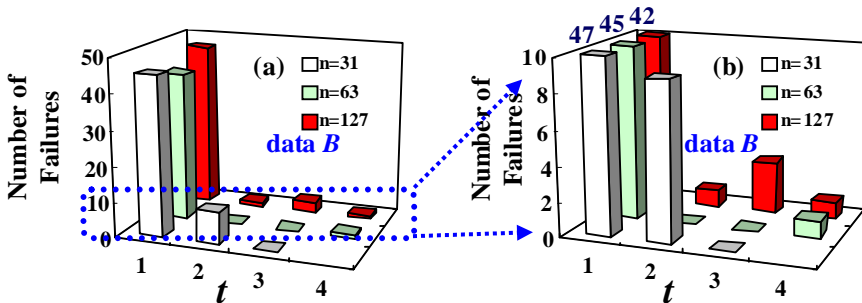 Number of Failures
50
40
30
20
10
0
(a)
n=31
n=63
n=127
data B
1
2
3
4
t
47 45 42
Number of Failures
10
8
6
4
2
0
(b)
n=31
n=63
n=127
data B
1
2
3
4
t